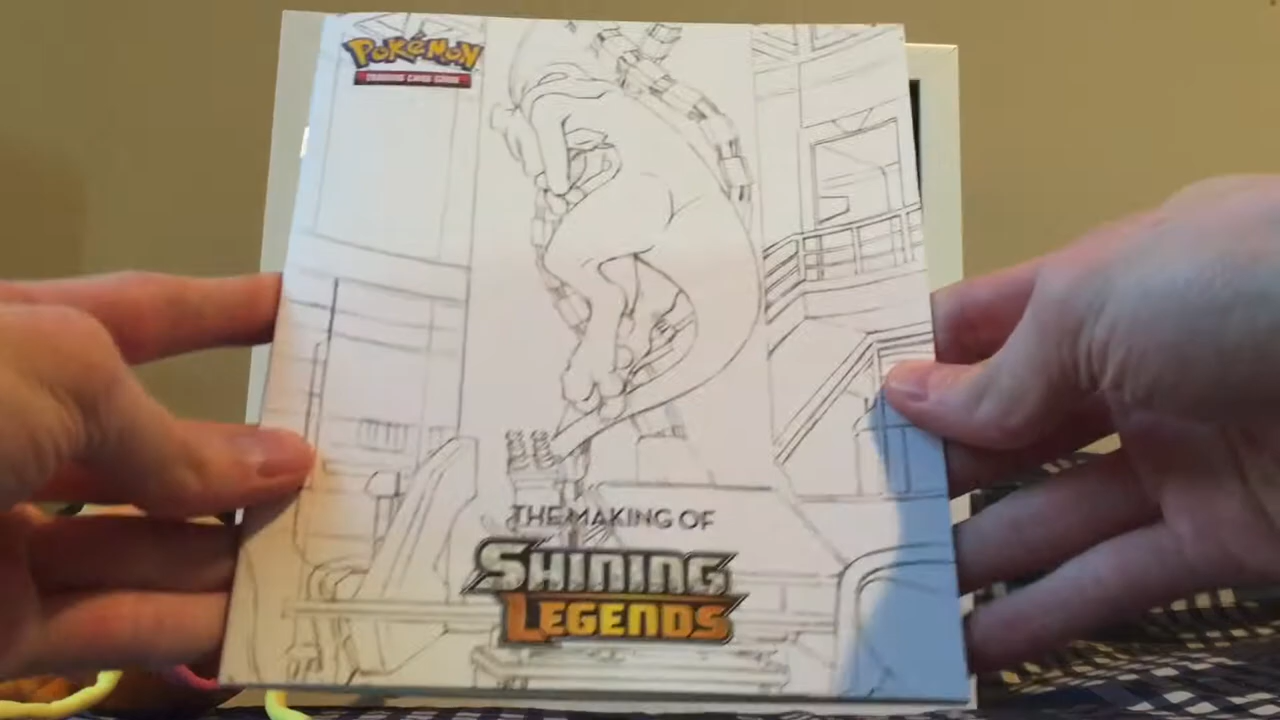 POKéMON
TRADING CARD GAME
THE MAKING OF
SHINING
LEGENDS